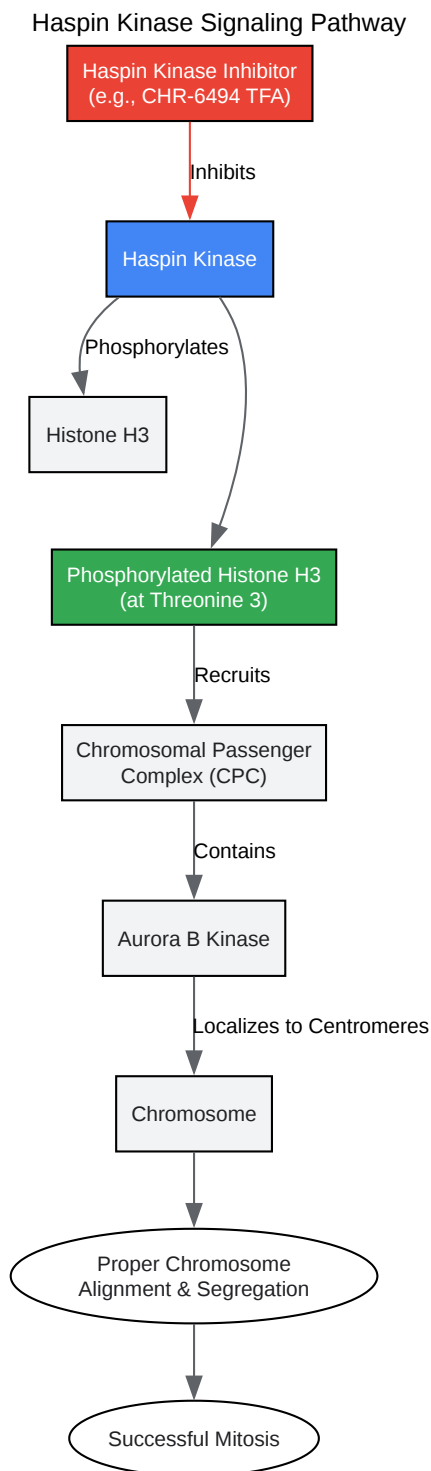 Haspin Kinase Signaling Pathway
Haspin Kinase Inhibitor
(e.g., CHR-6494 TFA)
Inhibits
Haspin Kinase
Phosphorylates
Histone H3
Phosphorylated Histone H3
(at Threonine 3)
Recruits
Chromosomal Passenger
Complex (CPC)
Contains
Aurora B Kinase
Localizes to Centromeres
Chromosome
Proper Chromosome
Alignment & Segregation
Successful Mitosis